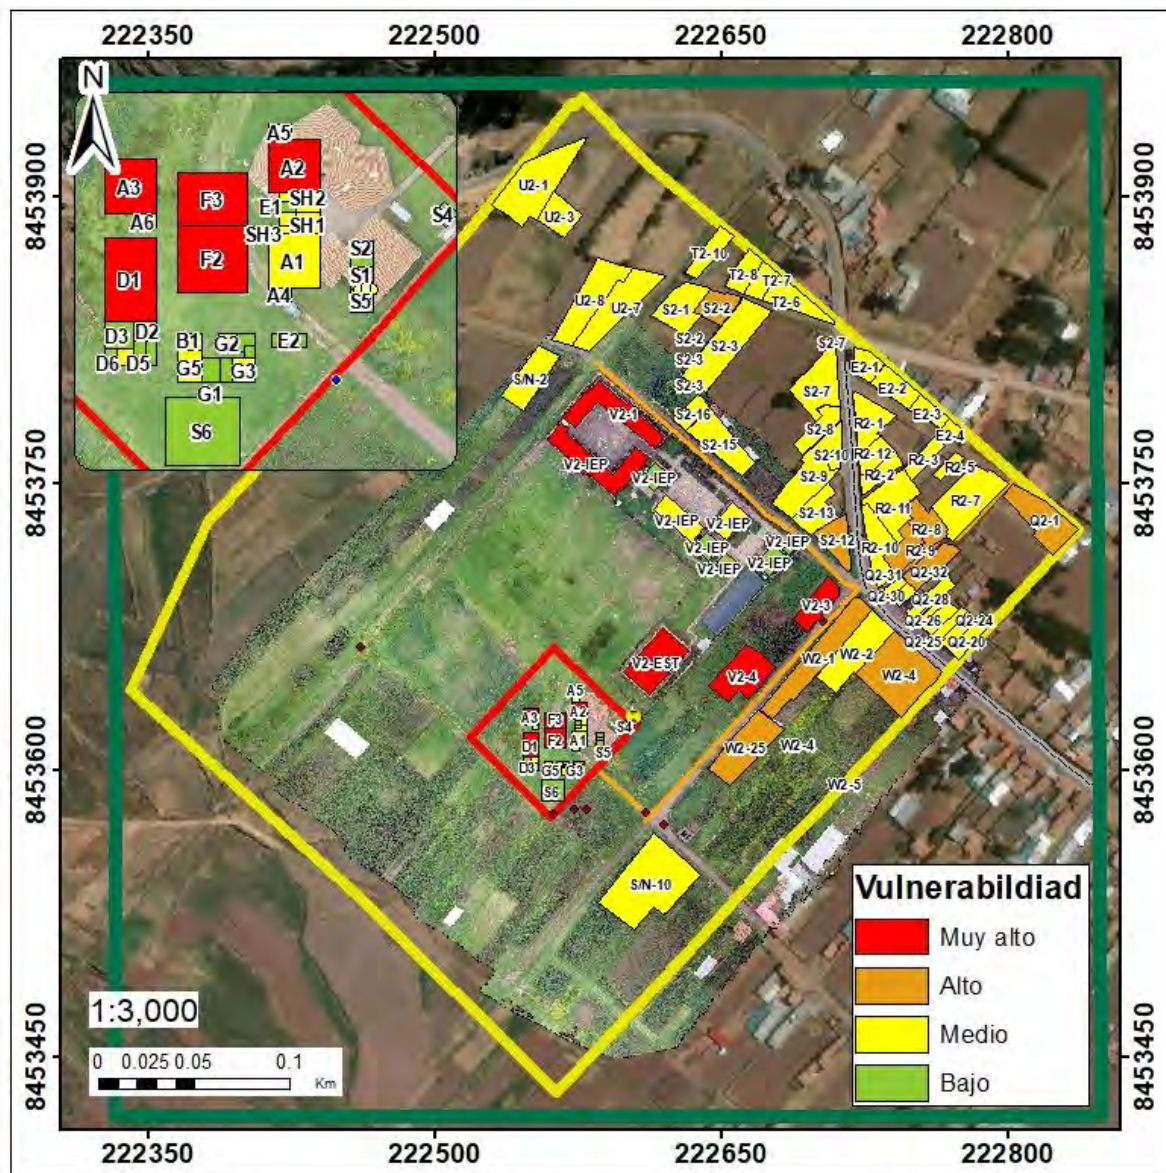 222350 222500 222650 222800
N
8453900
8453750
8453600
8453450
8453900
8453750
8453600
8453450
A5
A3
A2
F3
SH2
E1
S4
A6
SH3
SH1
F2
S2
D1
A1
S1
A4
S5
D3
D2
B1
G2
E2
D6
D5
G5
G3
G1
S6
U2-1
U2-3
T2-10
T2-8
T2-7
T2-6
U2-8
U2-7
S2-1
S2-2
S2-2
S2-3
S2-3
S2-3
S2-7
E2-1
S/N-2
S2-7
E2-2
V2-1
S2-16
E2-3
S2-8
R2-1
E2-4
S2-15
S2-10
R2-12
R2-3
R2-5
V2-IEP
V2-IEP
S2-9
R2-2
R2-7
S2-13
R2-11
V2-IEP
V2-IEP
R2-8
Q2-1
S2-12
V2-IEP
V2-IEP
R2-10
R2-9
V2-IEP
Q2-31
Q2-32
V2-3
Q2-30
Q2-28
Q2-26
Q2-24
Q2-25
Q2-20
V2-EST
W2-1
W2-2
V2-4
W2-4
A5
A3
A2
F3
S4
D1
F2
A1
S5
W2-25
W2-4
D3
G5
G3
W2-5
S6
S/N-10
Vulnerabildiad
Muy alto
Alto
Medio
Bajo
1:3,000
0 0.025 0.05 0.1
Km
222350 222500 222650 222800